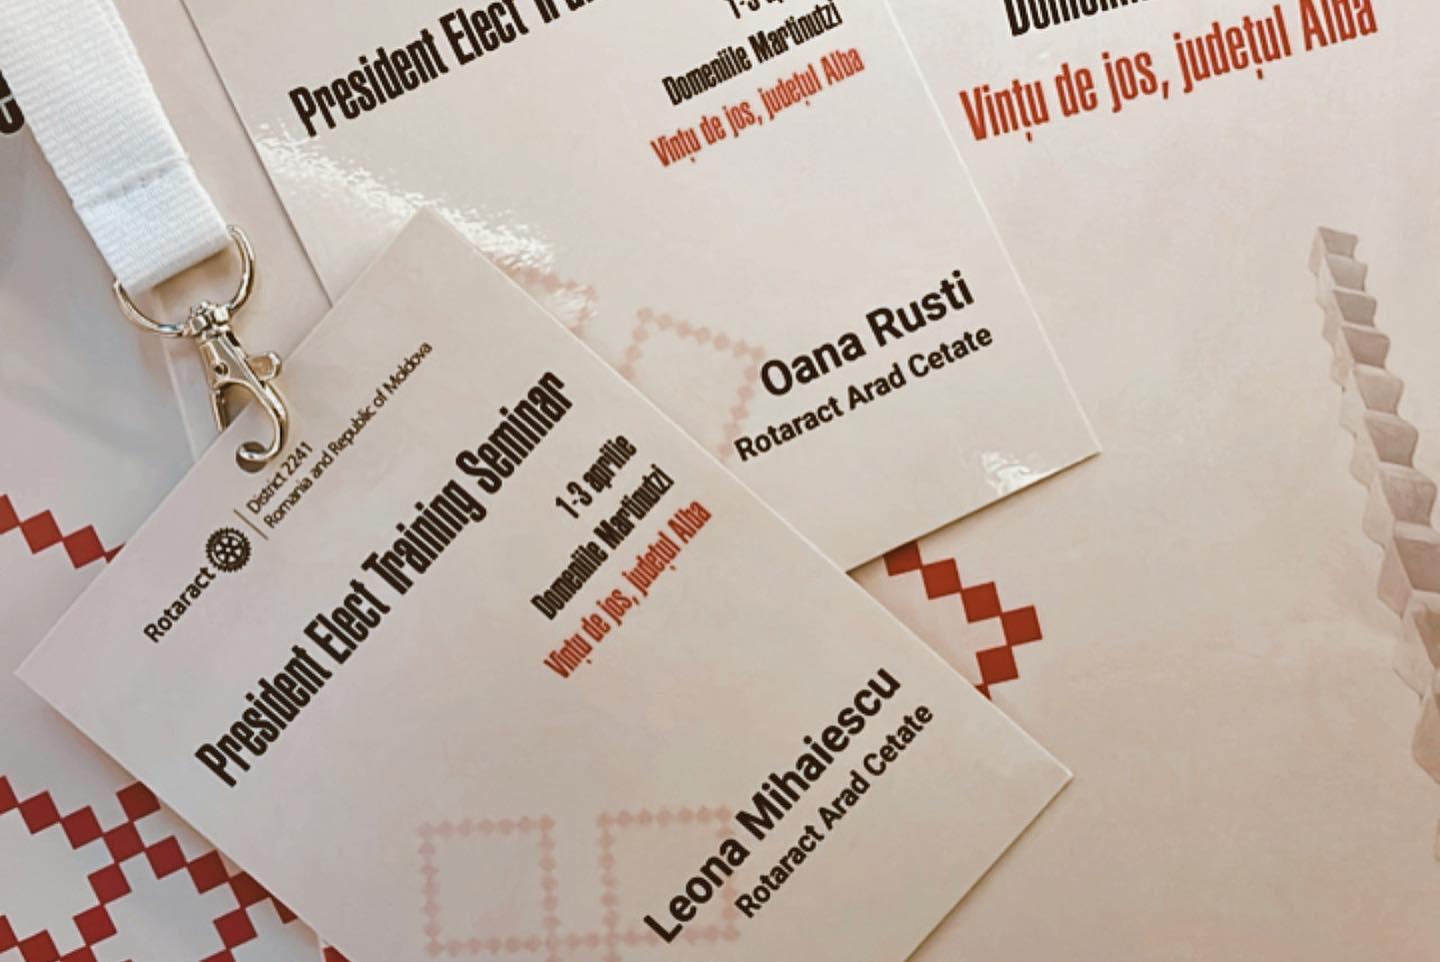 President Elect
Domeniile Martinutzi
Vințu de jos, județul Alba
Oana Rusti
Rotaract Arad Cetate
Vințu de jos, județul Alba
Rotaract
District 2241
Romania and Republic of Moldova
President Elect Training Seminar
1-3 aprilie
Domeniile Martinutzi
Vințu de jos, județul Alba
Leona Mihaiescu
Rotaract Arad Cetate